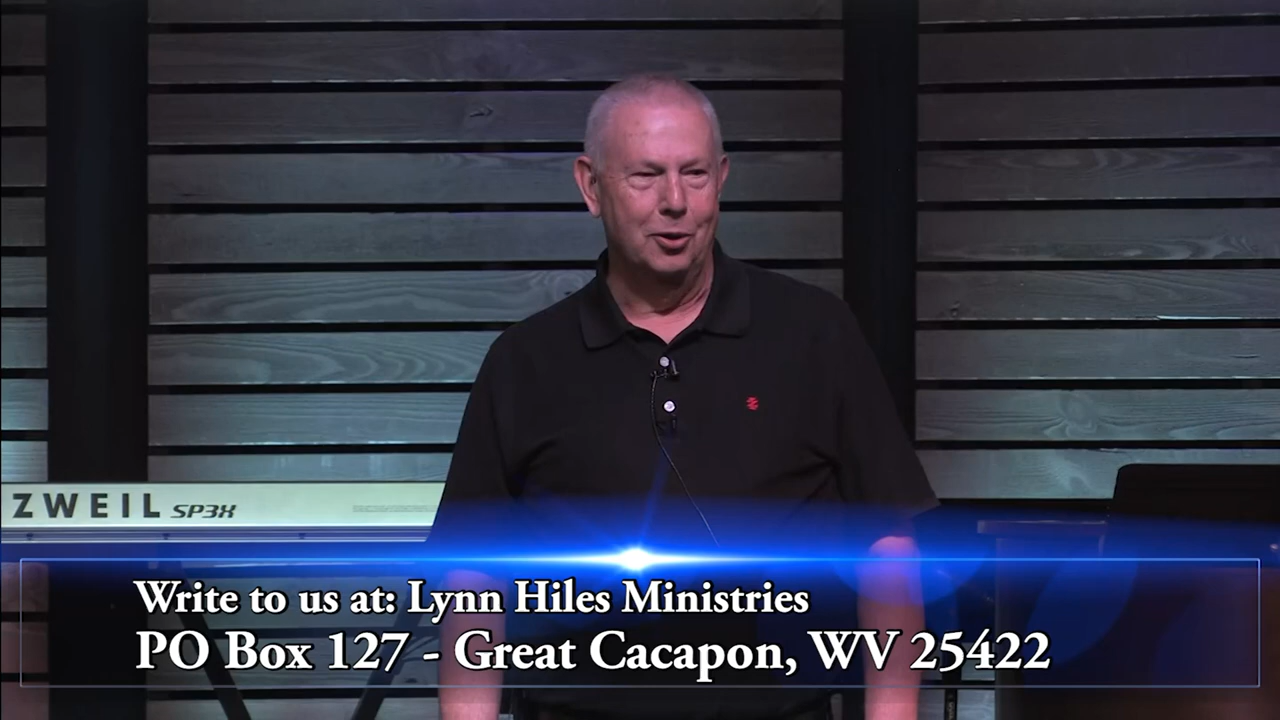 ZWEIL SP3X
Write to us at: Lynn Hiles Ministries
PO Box 127 - Great Cacapon, WV 25422